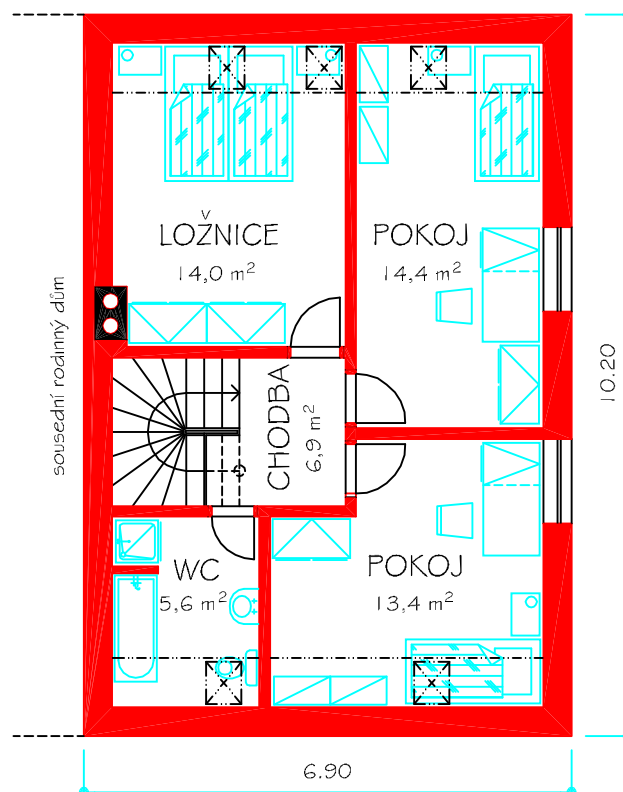 LOŽNICE
14,0 m²
POKOJ
14,4 m²
sousední rodinný dům
10.20
CHODBA
6,9 m²
WC
5,6 m²
POKOJ
13,4 m²
6.90